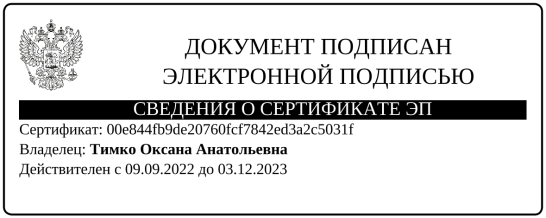 ДОКУМЕНТ ПОДПИСАН
ЭЛЕКТРОННОЙ ПОДПИСЬЮ
СВЕДЕНИЯ О СЕРТИФИКАТЕ ЭП
Сертификат: 00e844fb9de20760fcf7842ed3a2c5031f
Владелец: Тимко Оксана Анатольевна
Действителен с 09.09.2022 до 03.12.2023